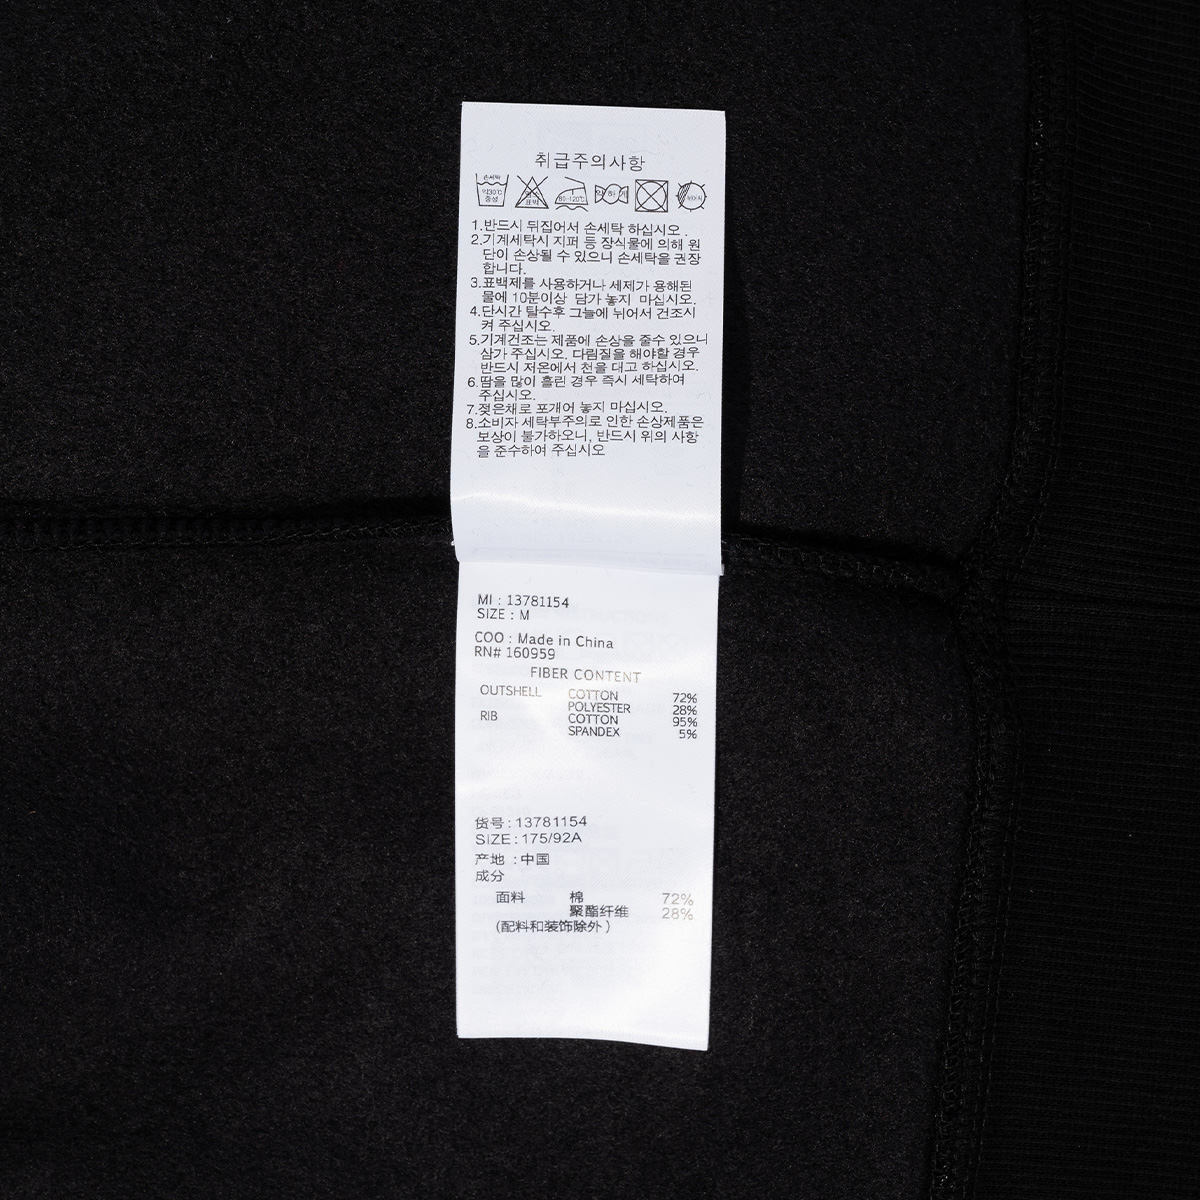 취급주의사항
손세탁
약30℃
중성
표백
80~120℃
약하게
뉘어서
1.반드시 뒤집어서 손세탁 하십시오 .
2.기계세탁시 지퍼 등 장식물에 의해 원
단이 손상될 수 있으니 손세탁을 권장
합니다.
3.표백제를 사용하거나 세제가 용해된
물에 10분이상 담가 놓지 마십시오.
4.단시간 탈수후 그늘에 뉘어서 건조시
켜 주십시오.
5.기계건조는 제품에 손상을 줄수 있으니
삼가 주십시오. 다림질을 해야할 경우
반드시 저온에서 천을 대고 하십시오.
6.땀을 많이 흘린 경우 즉시 세탁하여
주십시오.
7.젖은채로 포개어 놓지 마십시오.
8.소비자 세탁부주의로 인한 손상제품은
보상이 불가하오니, 반드시 위의 사항
을 준수하여 주십시오
MI : 13781154
SIZE : M
COO : Made in China
RN# 160959
FIBER CONTENT
OUTSHELL COTTON 72%
POLYESTER 28%
RIB COTTON 95%
SPANDEX 5%
货号:13781154
SIZE:175/92A
产地 :中国
成分
面料 棉 72%
聚酯纤维 28%
(配料和装饰除外)